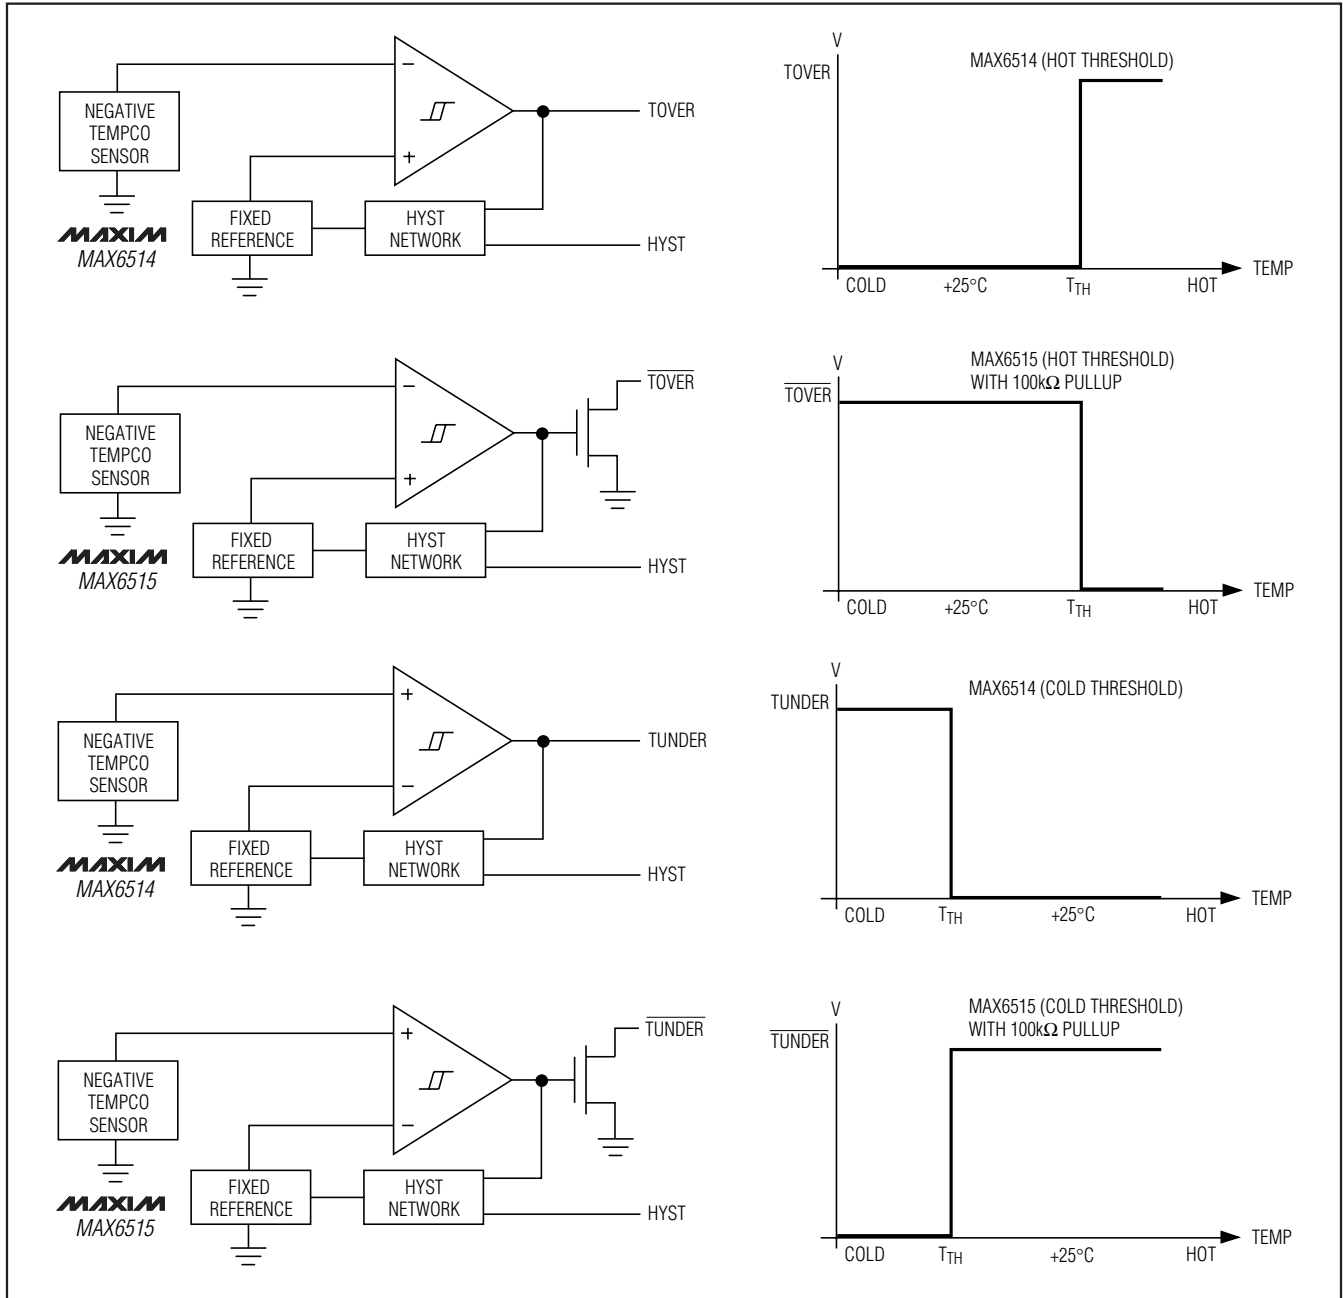 NEGATIVE
TEMPCO
SENSOR
−
+
TOVER
FIXED
REFERENCE
HYST
NETWORK
HYST
MAXIM
MAX6514
V
TOVER
MAX6514 (HOT THRESHOLD)
COLD +25°C TTH HOT TEMP
NEGATIVE
TEMPCO
SENSOR
−
+
TOVER
FIXED
REFERENCE
HYST
NETWORK
HYST
MAXIM
MAX6515
V
TOVER
MAX6515 (HOT THRESHOLD)
WITH 100kΩ PULLUP
COLD +25°C TTH HOT TEMP
NEGATIVE
TEMPCO
SENSOR
+
−
TUNDER
FIXED
REFERENCE
HYST
NETWORK
HYST
MAXIM
MAX6514
V
TUNDER
MAX6514 (COLD THRESHOLD)
COLD TTH +25°C HOT TEMP
NEGATIVE
TEMPCO
SENSOR
+
−
TUNDER
FIXED
REFERENCE
HYST
NETWORK
HYST
MAXIM
MAX6515
V
TUNDER
MAX6515 (COLD THRESHOLD)
WITH 100kΩ PULLUP
COLD TTH +25°C HOT TEMP